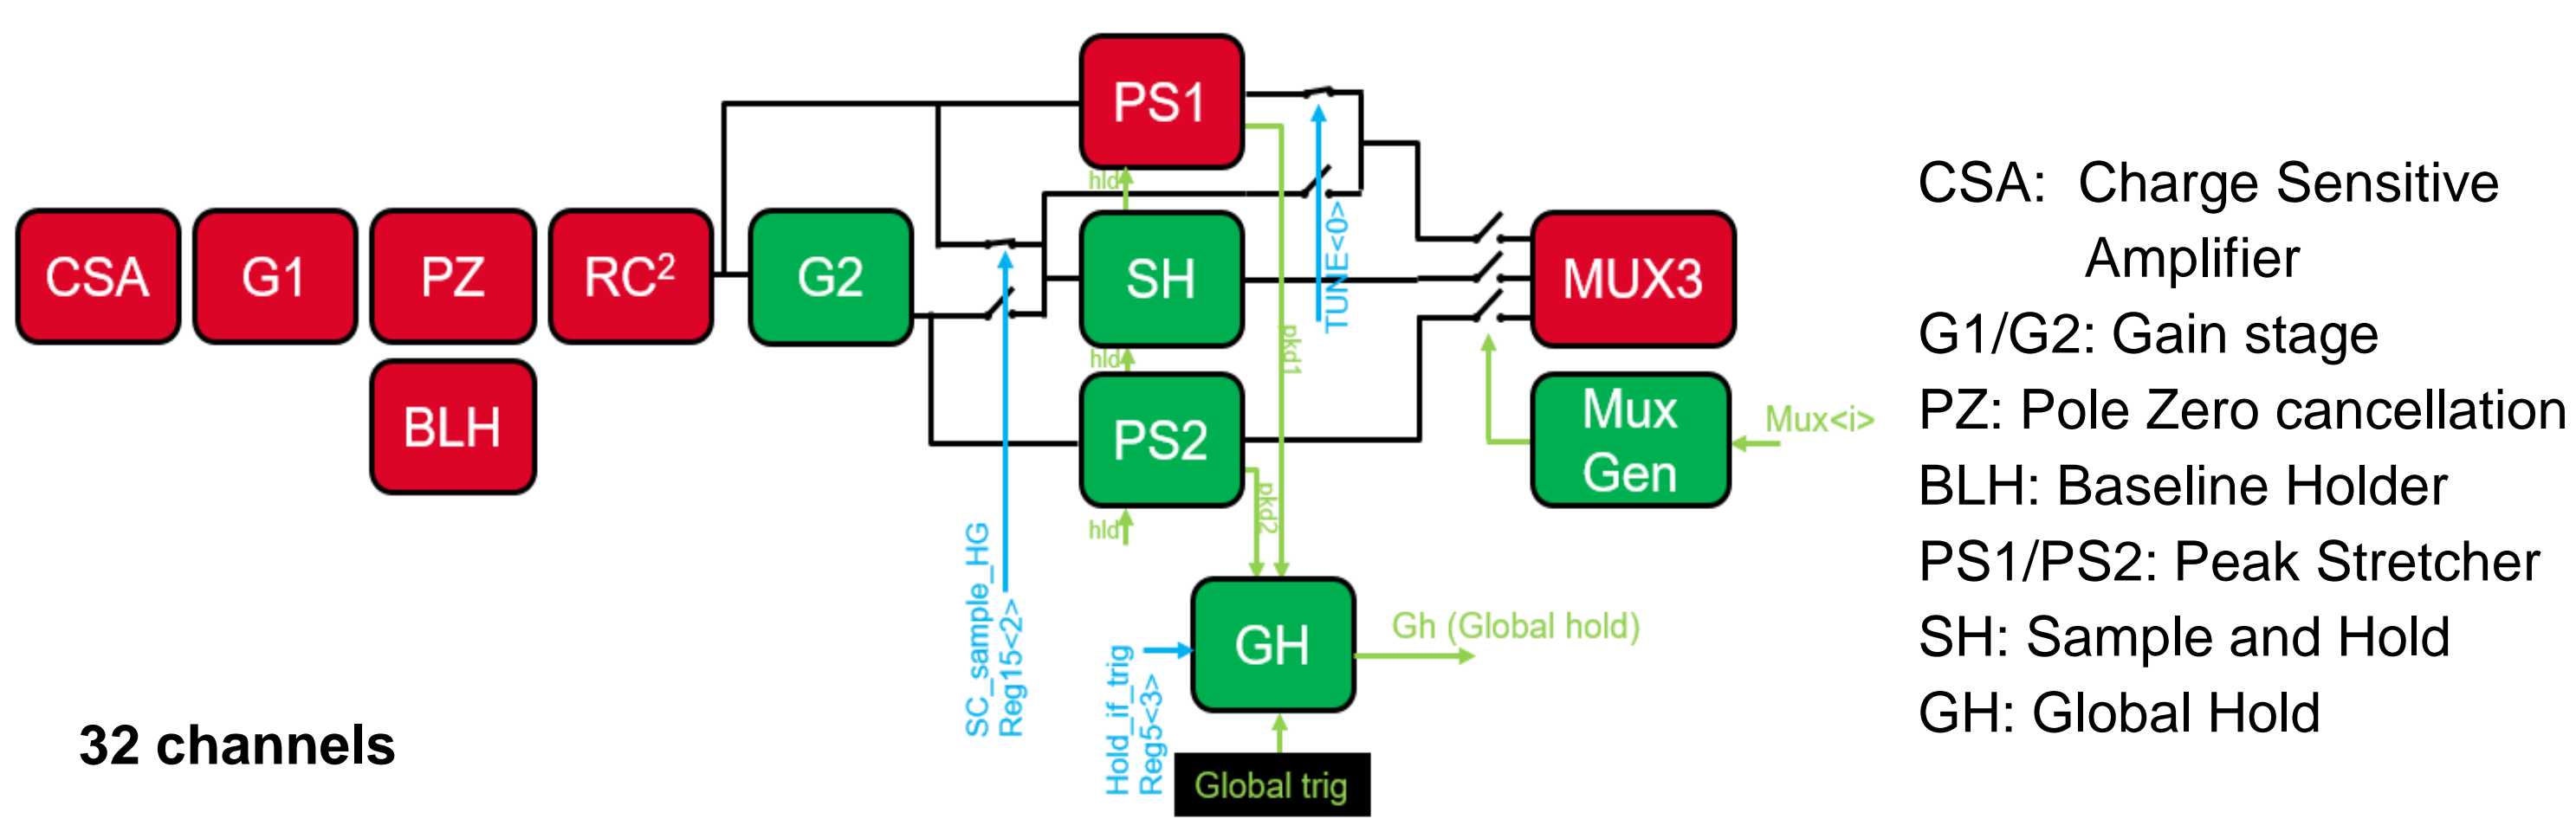 PS1
hld
CSA
G1
PZ
RC²
G2
SH
MUX3
TUNE<0>
pkd1
hld
BLH
PS2
Mux
Gen
Mux<i>
pkd2
hld
SC_sample_HG
Reg15<2>
Hold_if_trig
Reg5<3>
GH
Gh (Global hold)
Global trig
32 channels
CSA: Charge Sensitive
Amplifier
G1/G2: Gain stage
PZ: Pole Zero cancellation
BLH: Baseline Holder
PS1/PS2: Peak Stretcher
SH: Sample and Hold
GH: Global Hold